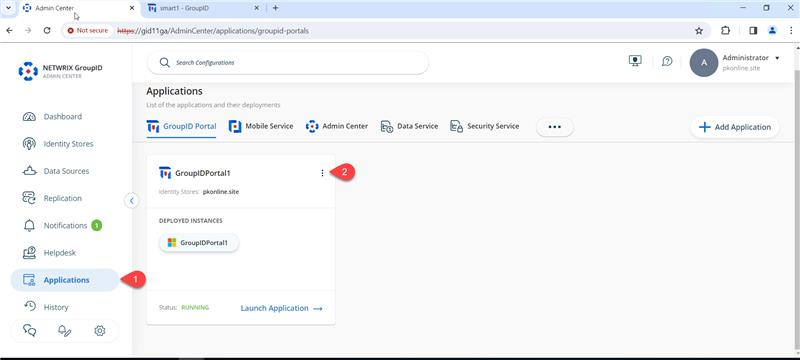 Admin Center
smart1 - GroupID
Not secure
https://gid11ga/AdminCenter/applications/groupid-portals
NETWRIX GroupID
ADMIN CENTER
Search Configurations
A
Administrator
pkonline.site
Dashboard
Identity Stores
Data Sources
Replication
Notifications 1
Helpdesk
Applications
1
History
Applications
List of the applications and their deployments
GroupID Portal
Mobile Service
Admin Center
Data Service
Security Service
Add Application
GroupIDPortal1
2
Identity Stores: pkonline.site
DEPLOYED INSTANCES
GroupIDPortal1
Status: RUNNING
Launch Application